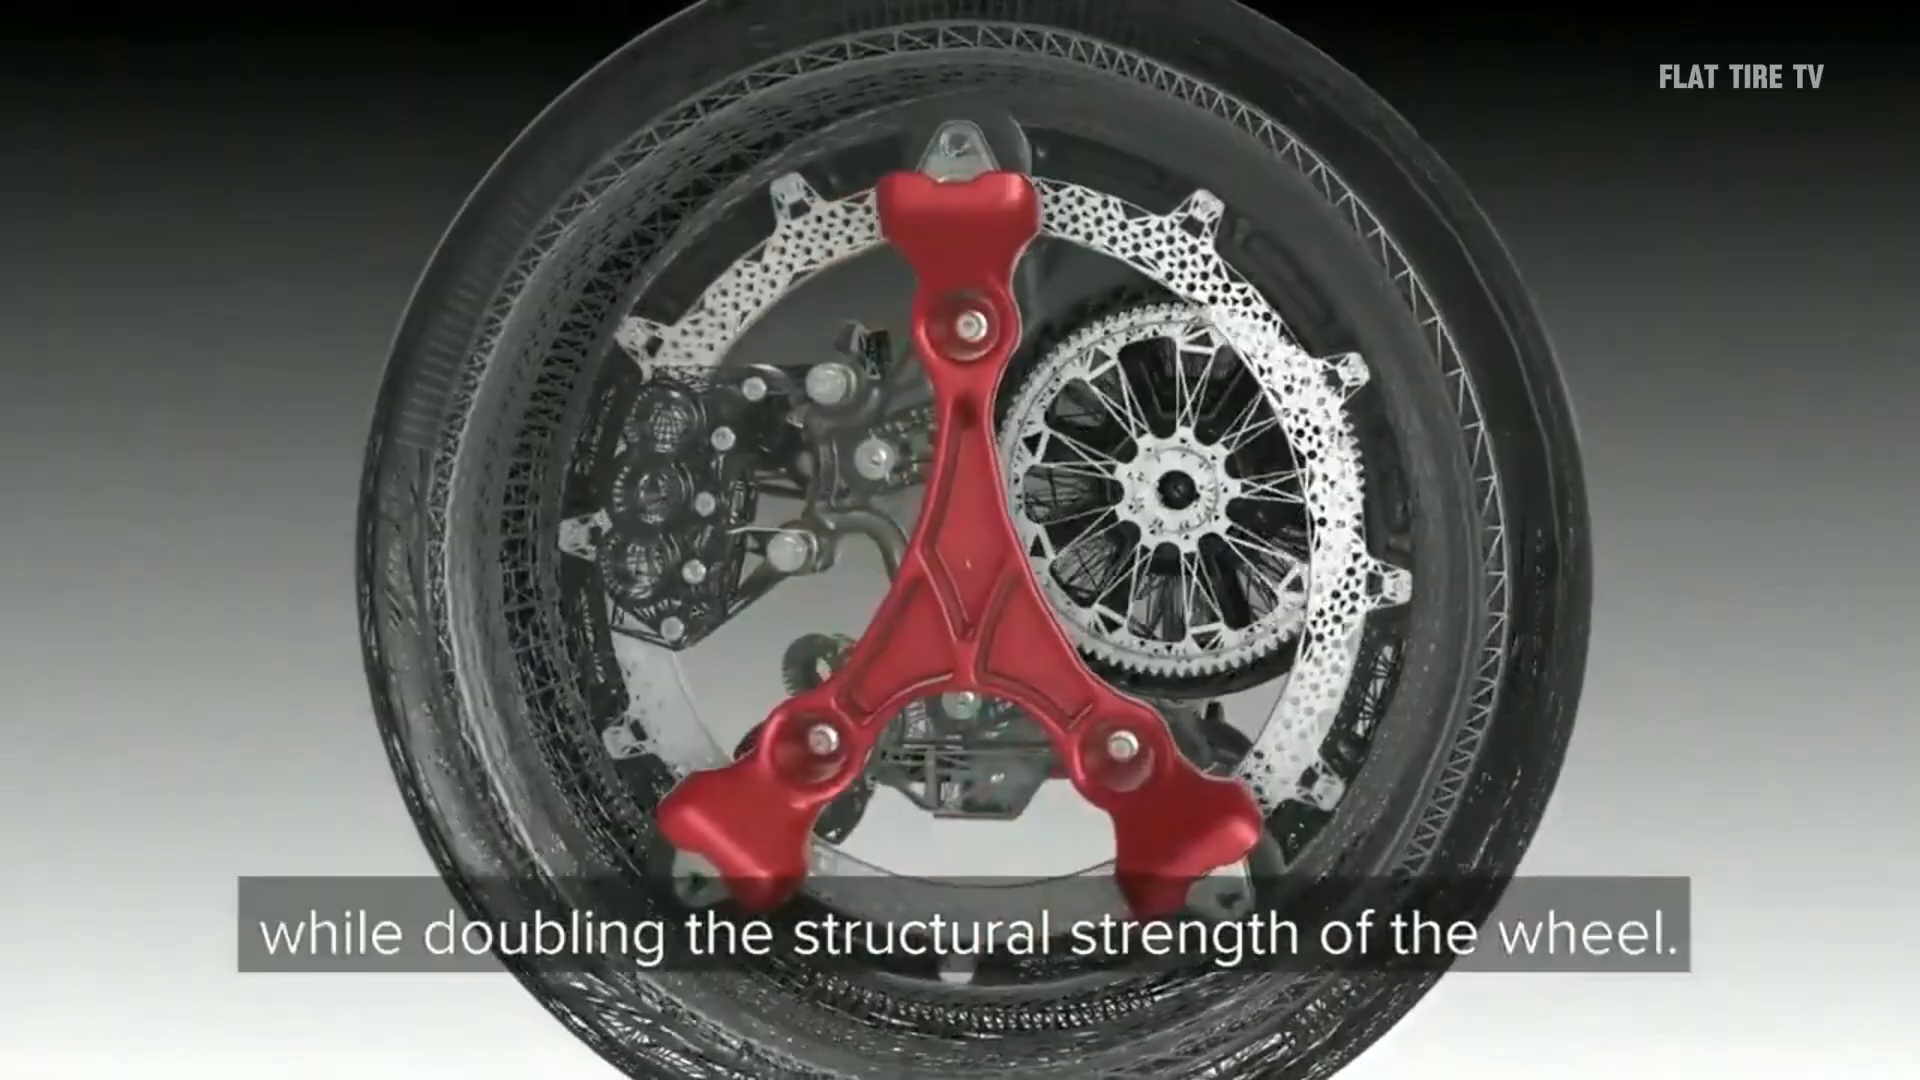 FLAT TIRE TV
while doubling the structural strength of the wheel.